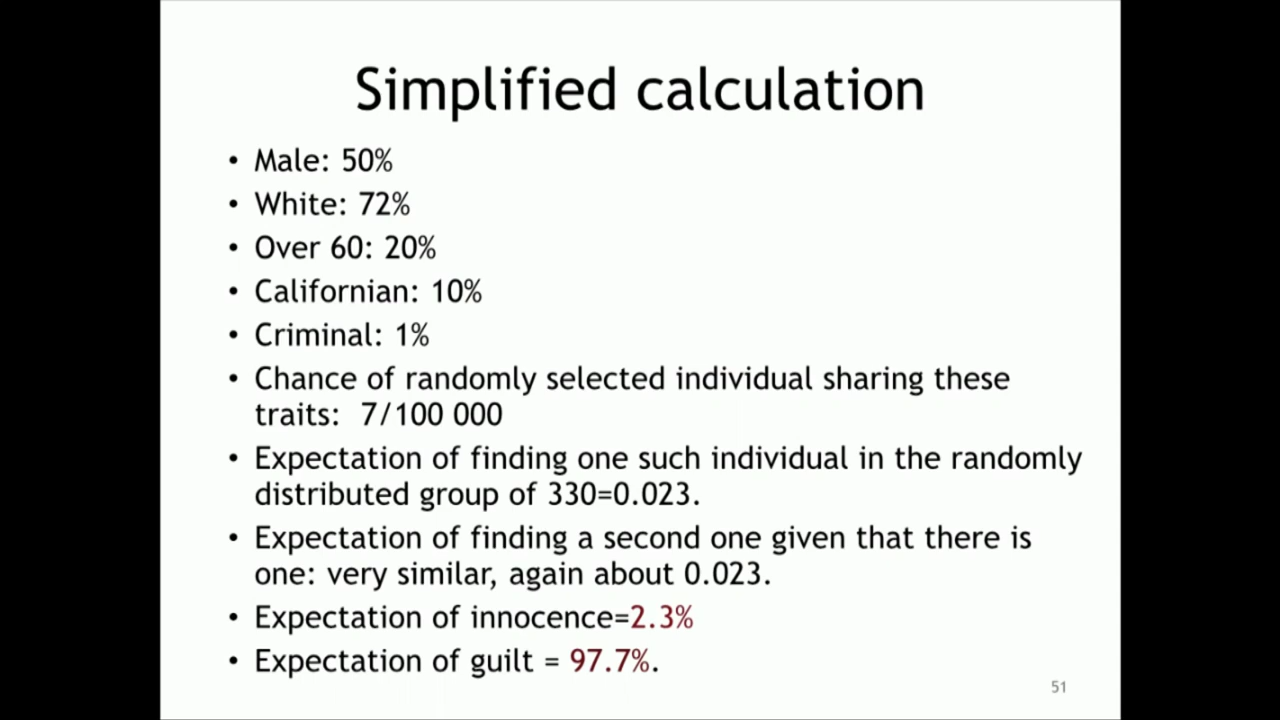 Simplified calculation
• Male: 50%
• White: 72%
• Over 60: 20%
• Californian: 10%
• Criminal: 1%
• Chance of randomly selected individual sharing these
traits:  7/100 000
• Expectation of finding one such individual in the randomly
distributed group of 330=0.023.
• Expectation of finding a second one given that there is
one: very similar, again about 0.023.
• Expectation of innocence=2.3%
• Expectation of guilt = 97.7%.
51